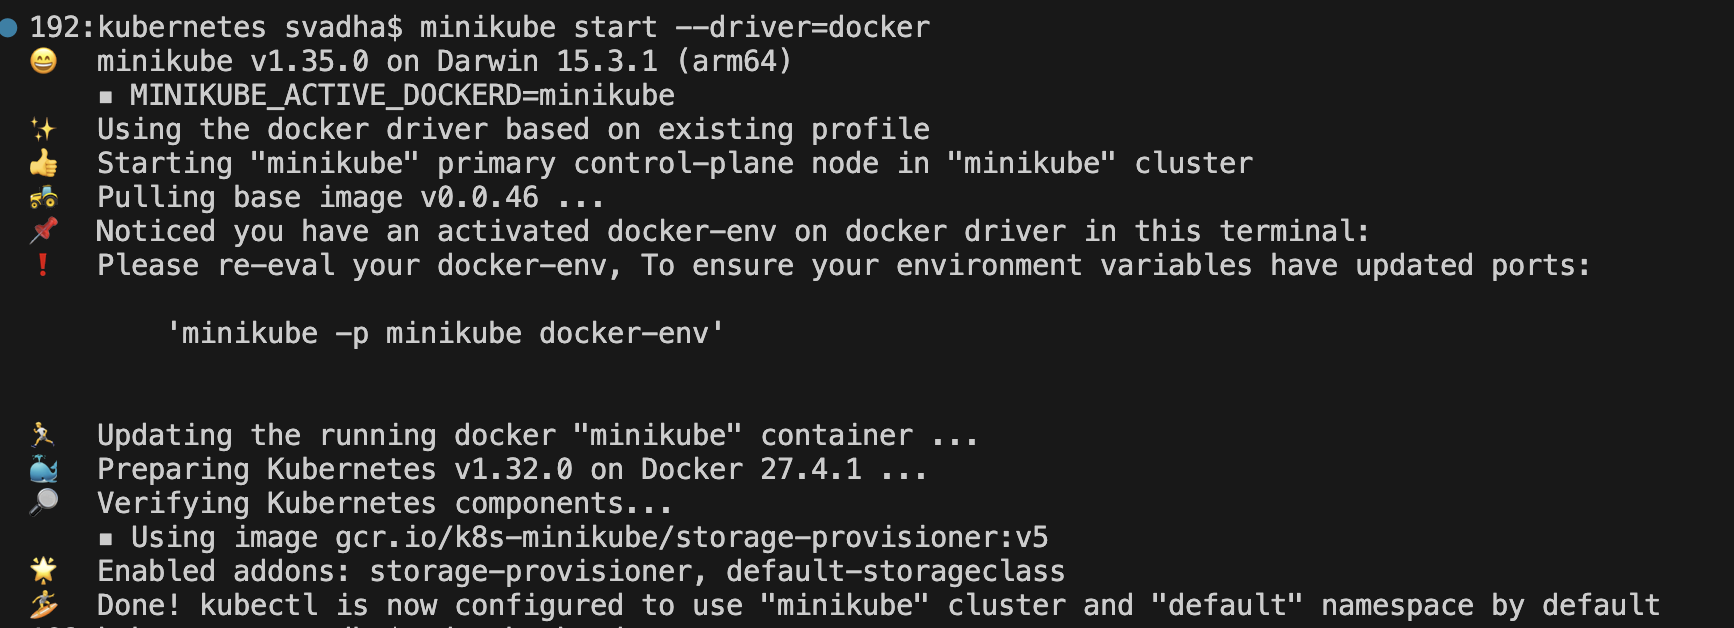 192:kubernetes svadha$ minikube start --driver=docker
😄 minikube v1.35.0 on Darwin 15.3.1 (arm64)
▪ MINIKUBE_ACTIVE_DOCKERD=minikube
✨ Using the docker driver based on existing profile
👍 Starting "minikube" primary control-plane node in "minikube" cluster
🚜 Pulling base image v0.0.46 ...
📌 Noticed you have an activated docker-env on docker driver in this terminal:
❗ Please re-eval your docker-env, To ensure your environment variables have updated ports:
'minikube -p minikube docker-env'
🏃 Updating the running docker "minikube" container ...
🐳 Preparing Kubernetes v1.32.0 on Docker 27.4.1 ...
🔎 Verifying Kubernetes components...
▪ Using image gcr.io/k8s-minikube/storage-provisioner:v5
🌟 Enabled addons: storage-provisioner, default-storageclass
🏄 Done! kubectl is now configured to use "minikube" cluster and "default" namespace by default